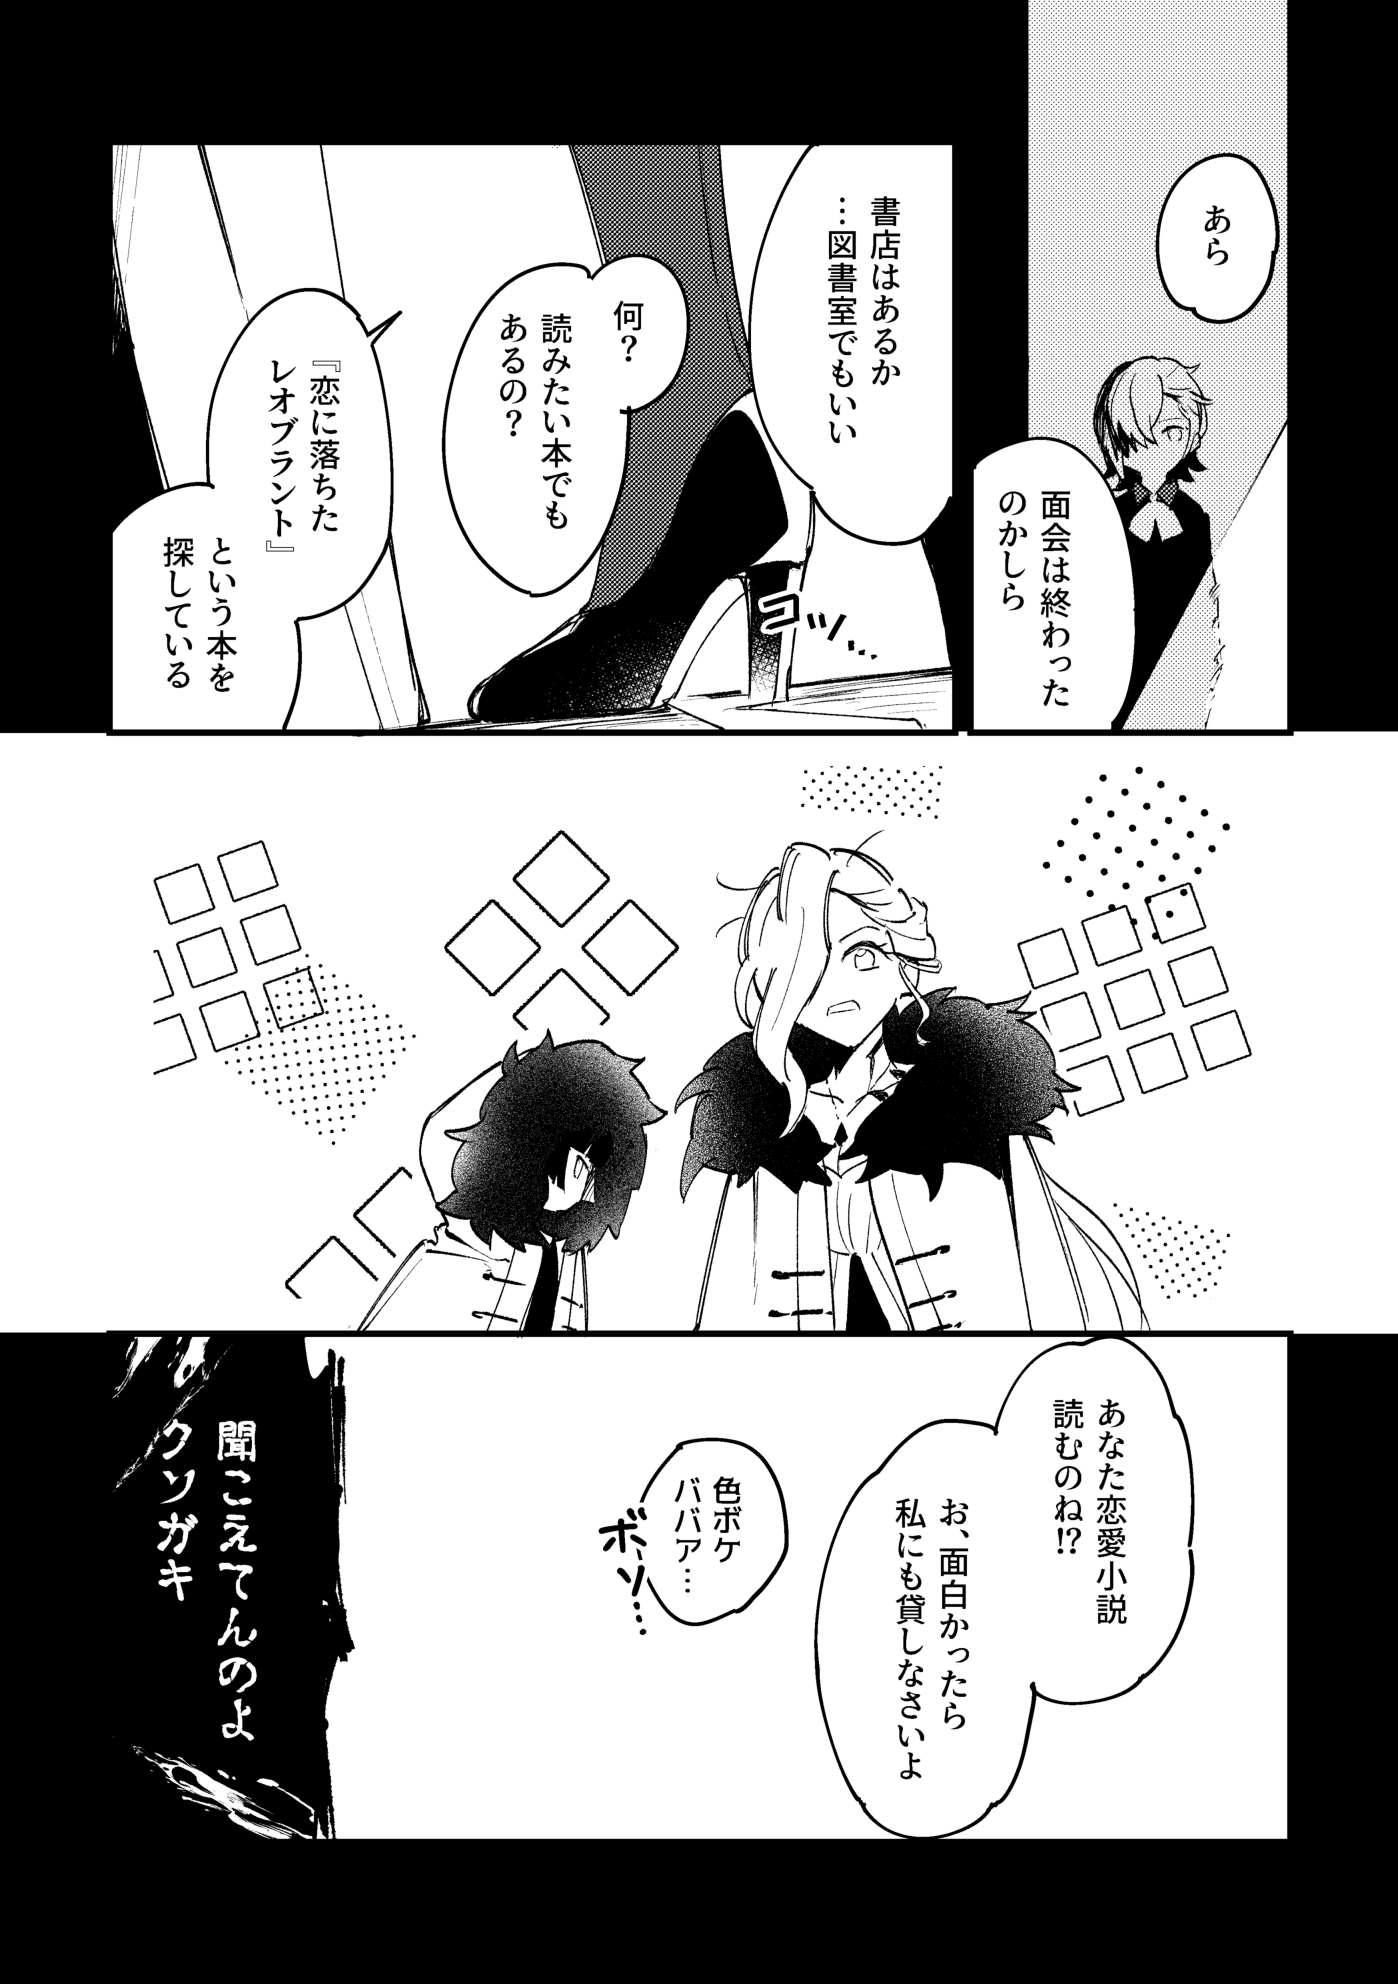 あら
面会は終わった
のかしら
書店はあるか
…図書室でもいい
何？
読みたい本でも
あるの？
コツ…
『恋に落ちた
レオブラント』
という本を
探している
あなた恋愛小説
読むのね!?
お、面白かったら
私にも貸しなさいよ
色ボケ
ババア…
ボソ…
聞こえてんのよ
クソガキ